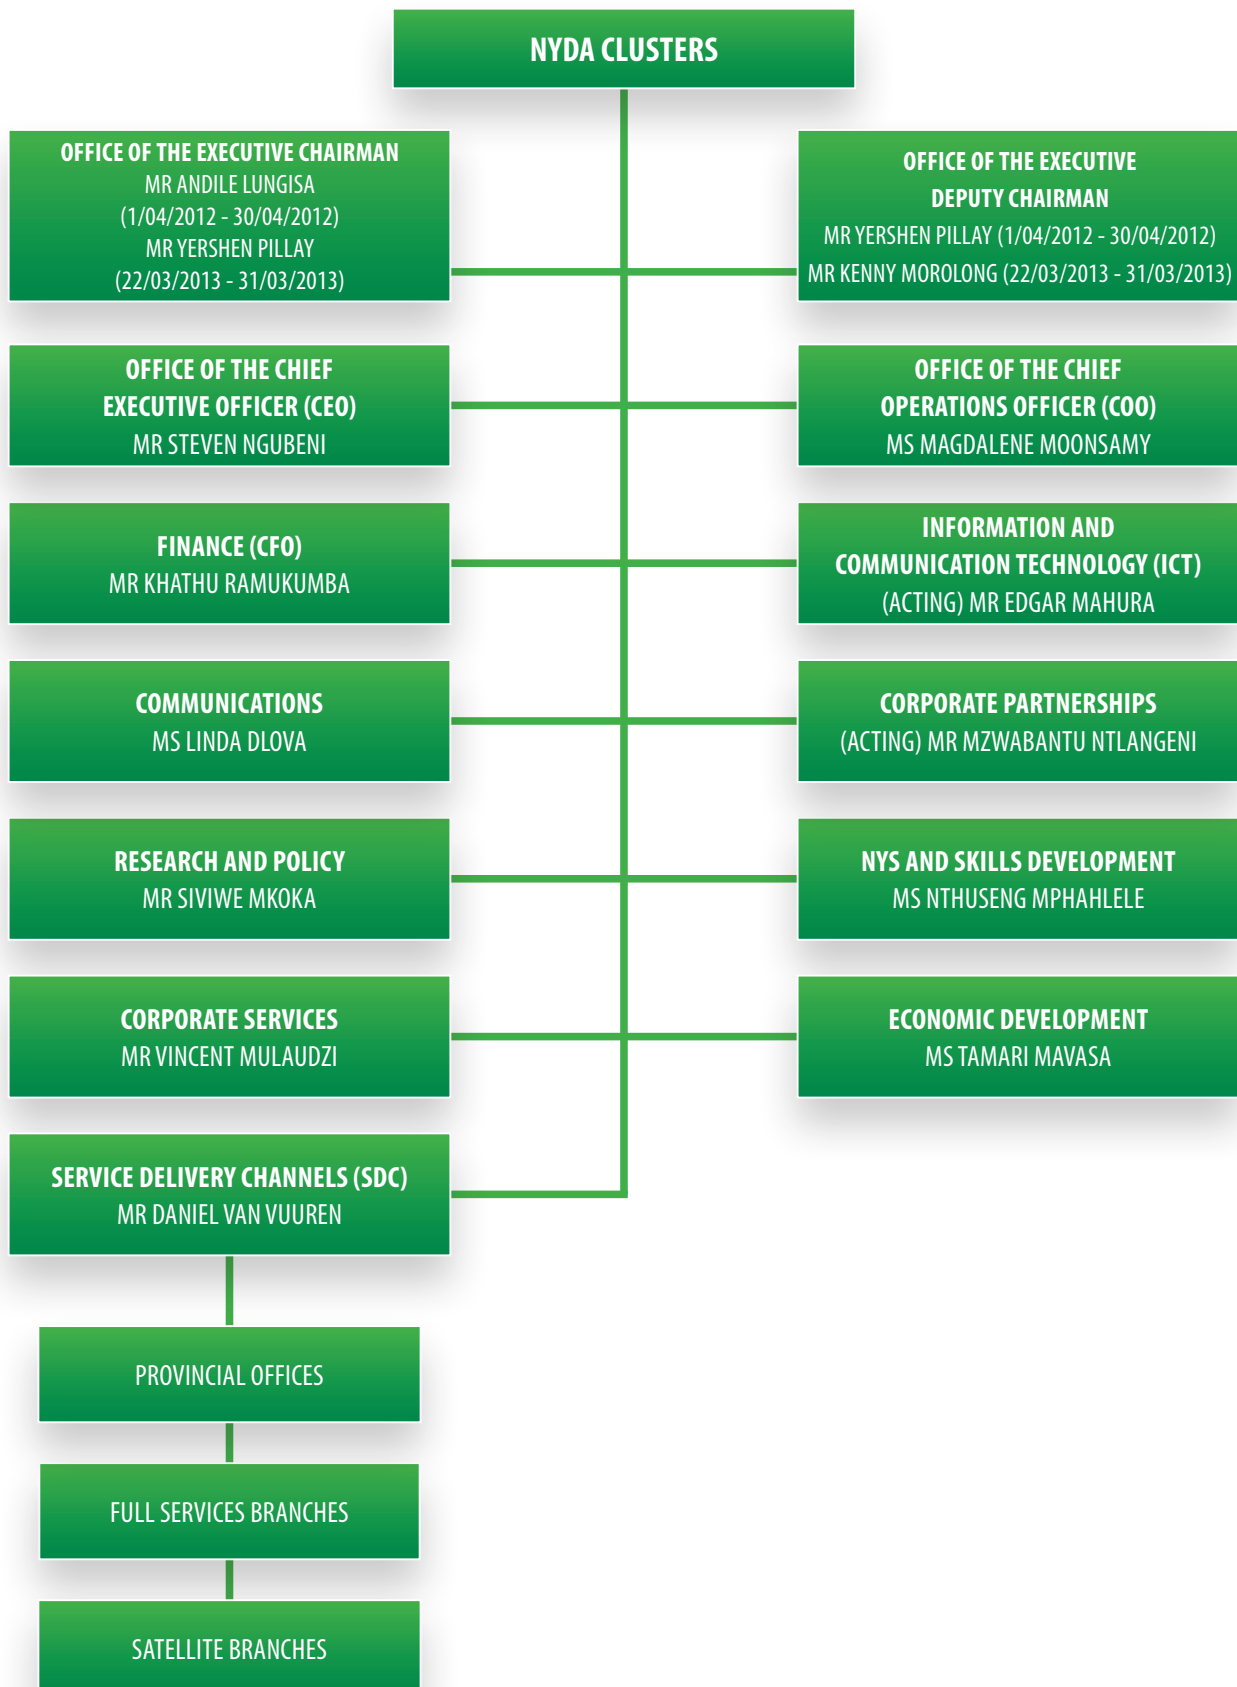 NYDA CLUSTERS
OFFICE OF THE EXECUTIVE CHAIRMAN
MR ANDILE LUNGISA
(1/04/2012 - 30/04/2012)
MR YERSHEN PILLAY
(22/03/2013 - 31/03/2013)
OFFICE OF THE EXECUTIVE
DEPUTY CHAIRMAN
MR YERSHEN PILLAY (1/04/2012 - 30/04/2012)
MR KENNY MOROLONG (22/03/2013 - 31/03/2013)
OFFICE OF THE CHIEF
EXECUTIVE OFFICER (CEO)
MR STEVEN NGUBENI
OFFICE OF THE CHIEF
OPERATIONS OFFICER (COO)
MS MAGDALENE MOONSAMY
FINANCE (CFO)
MR KHATHU RAMUKUMBA
INFORMATION AND
COMMUNICATION TECHNOLOGY (ICT)
(ACTING) MR EDGAR MAHURA
COMMUNICATIONS
MS LINDA DLOVA
CORPORATE PARTNERSHIPS
(ACTING) MR MZWABANTU NTLANGENI
RESEARCH AND POLICY
MR SIVIWE MKOKA
NYS AND SKILLS DEVELOPMENT
MS NTHUSENG MPHAHLELE
CORPORATE SERVICES
MR VINCENT MULAUDZI
ECONOMIC DEVELOPMENT
MS TAMARI MAVASA
SERVICE DELIVERY CHANNELS (SDC)
MR DANIEL VAN VUUREN
PROVINCIAL OFFICES
FULL SERVICES BRANCHES
SATELLITE BRANCHES